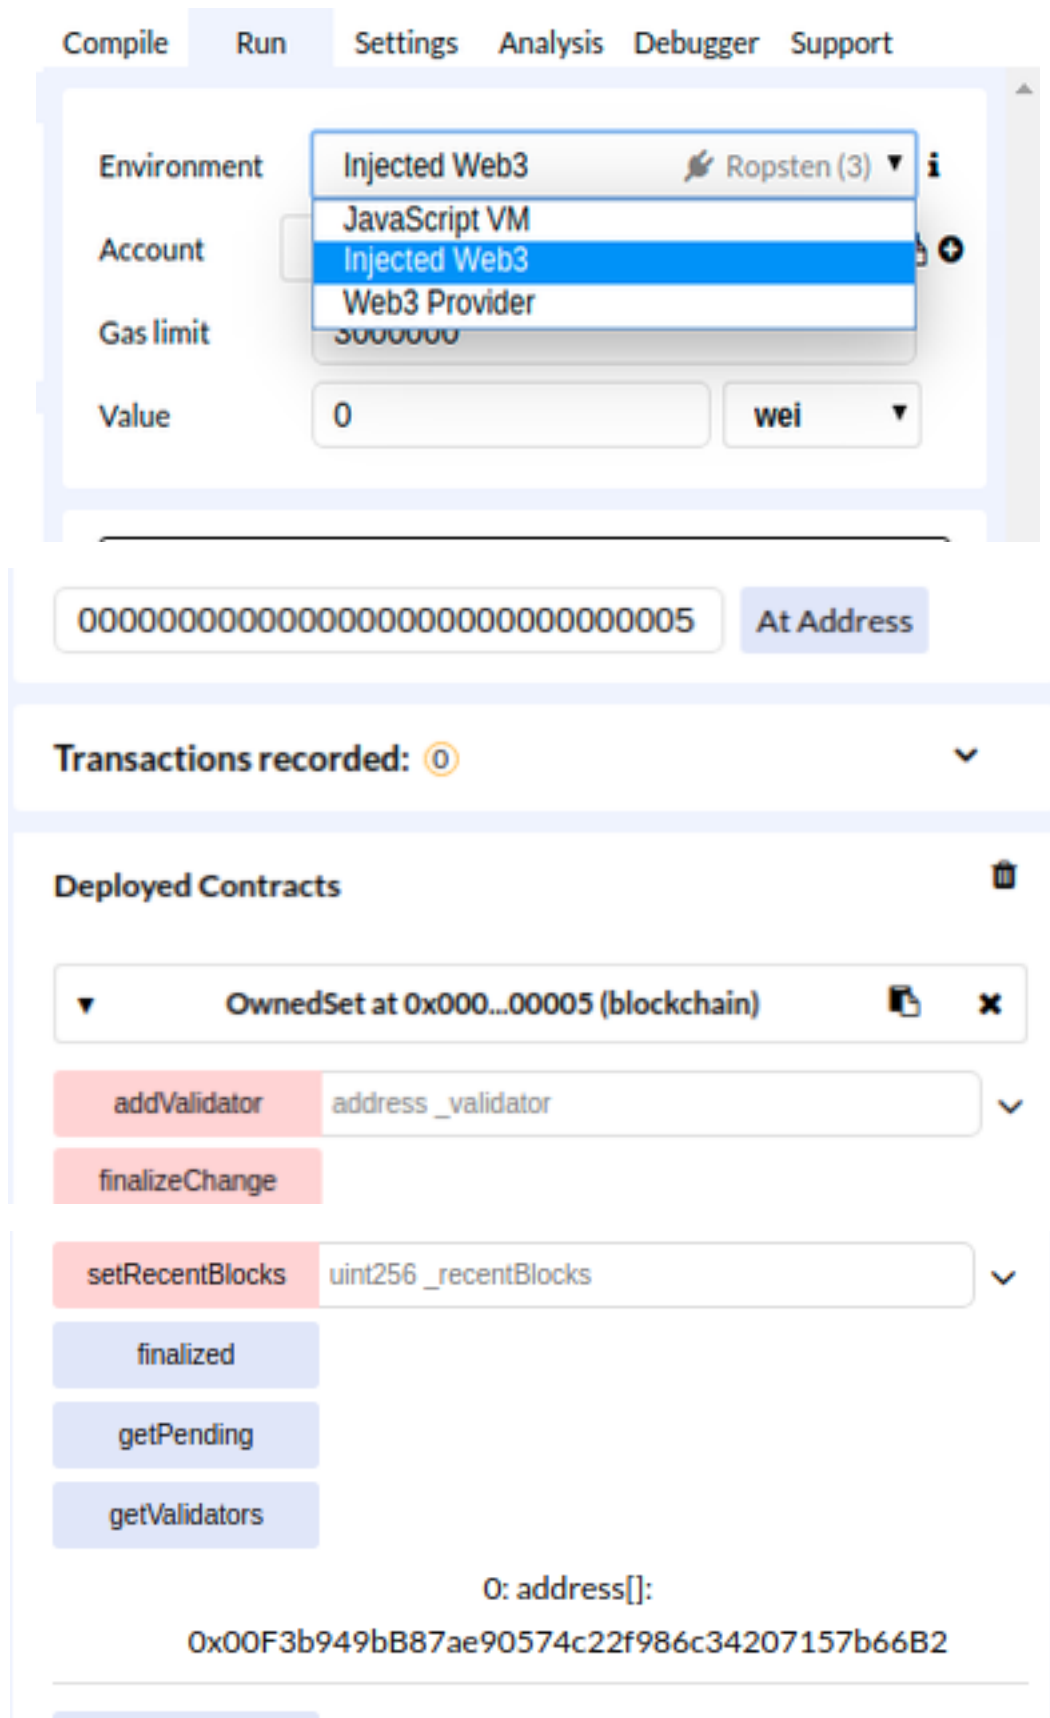 Compile Run Settings Analysis Debugger Support
Environment Injected Web3 Ropsten (3)
JavaScript VM
Account Injected Web3
Web3 Provider
Gas limit 3000000
Value 0 wei
0000000000000000000000000000005 At Address
Transactions recorded: 0
Deployed Contracts
OwnedSet at 0x000...00005 (blockchain)
addValidator address _validator
finalizeChange
setRecentBlocks uint256 _recentBlocks
finalized
getPending
getValidators
0: address[]:
0x00F3b949bB87ae90574c22f986c34207157b66B2